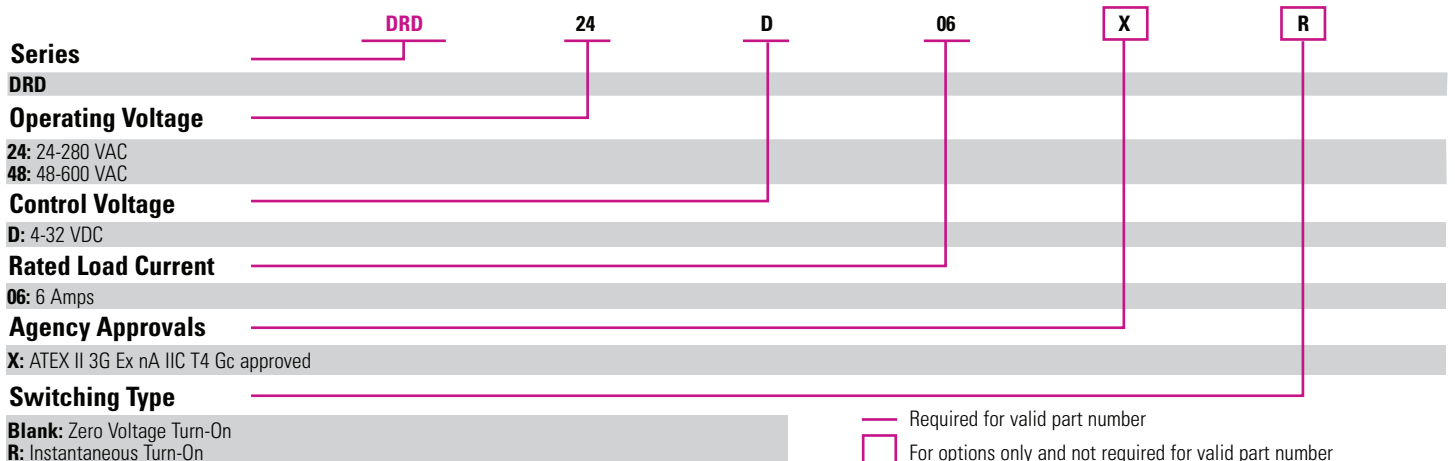 DRD 24 D 06 X R
Series
DRD
Operating Voltage
24: 24-280 VAC
48: 48-600 VAC
Control Voltage
D: 4-32 VDC
Rated Load Current
06: 6 Amps
Agency Approvals
X: ATEX II 3G Ex nA IIC T4 Gc approved
Switching Type
Blank: Zero Voltage Turn-On
R: Instantaneous Turn-On
Required for valid part number
For options only and not required for valid part number